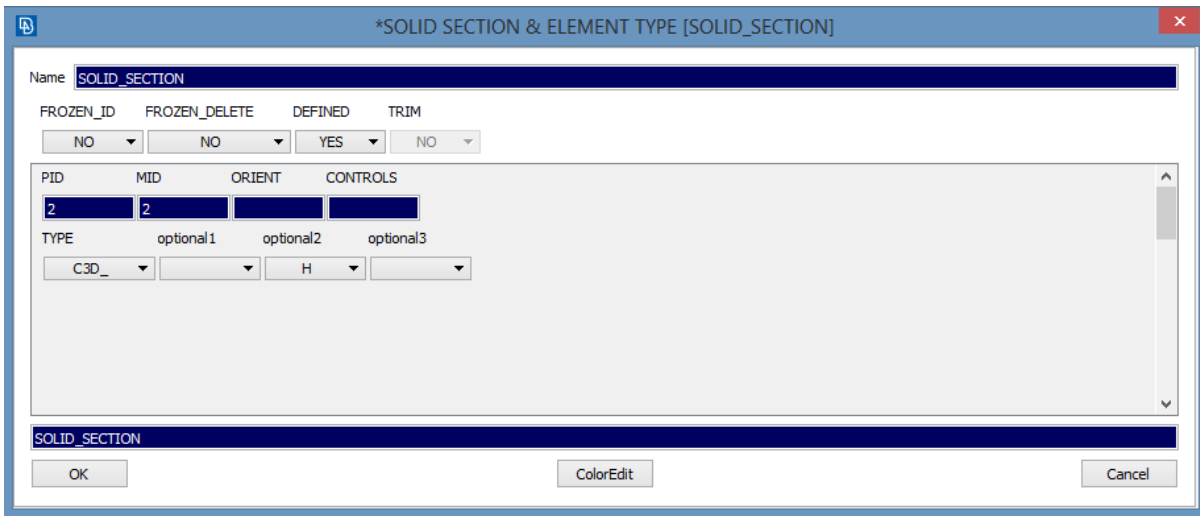 *SOLID SECTION & ELEMENT TYPE [SOLID_SECTION]
Name SOLID_SECTION
FROZEN_ID FROZEN_DELETE DEFINED TRIM
NO NO YES NO
PID MID ORIENT CONTROLS
2 2
TYPE optional1 optional2 optional3
C3D_ H
SOLID_SECTION
OK ColorEdit Cancel